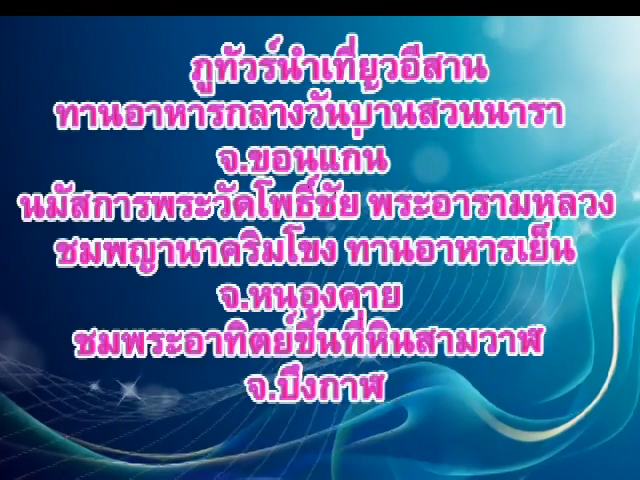 ภูทัวร์นำเที่ยวอีสาน
ทานอาหารกลางวันบ้านสวนนารา
จ.ขอนแก่น
นมัสการพระวัดโพธิ์ชัย พระอารามหลวง
ชมพญานาคริมโขง ทานอาหารเย็น
จ.หนองคาย
ชมพระอาทิตย์ขึ้นที่หินสามวาฬ
จ.บึงกาฬ